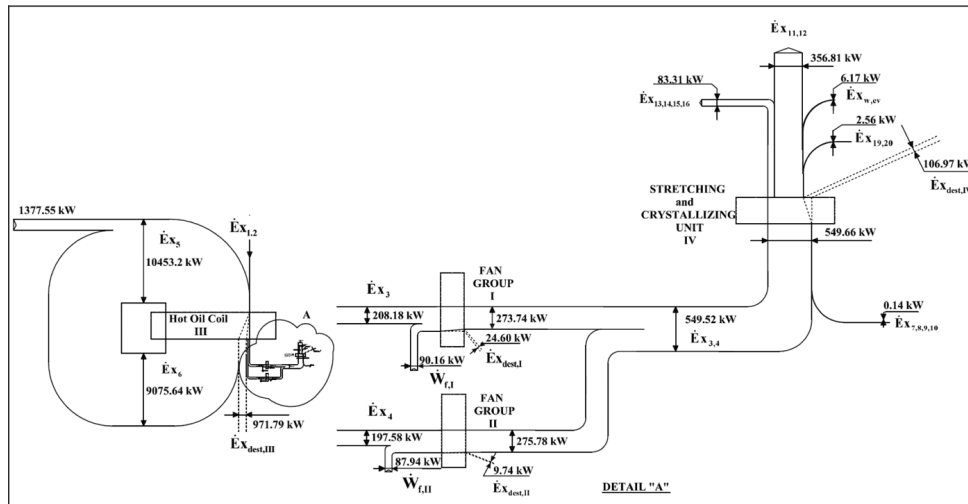 Ėx11,12
356.81 kW
83.31 kW
Ėx13,14,15,16
6.17 kW
Ėxw,ev
2.56 kW
Ėx19,20
106.97 kW
Ėxdest,IV
STRETCHING
and
CRYSTALLIZING
UNIT
IV
549.66 kW
1377.55 kW
Ėx5
10453.2 kW
Ėx1,2
Hot Oil Coil
III
A
Ėx6
9075.64 kW
971.79 kW
Ėxdest,III
Ėx3
208.18 kW
FAN
GROUP
I
273.74 kW
24.60 kW
Ėxdest,I
90.16 kW
Ẇf,I
549.52 kW
Ėx3,4
0.14 kW
Ėx7,8,9,10
Ėx4
197.58 kW
FAN
GROUP
II
275.78 kW
87.94 kW
Ẇf,II
9.74 kW
Ėxdest,II
DETAIL "A"